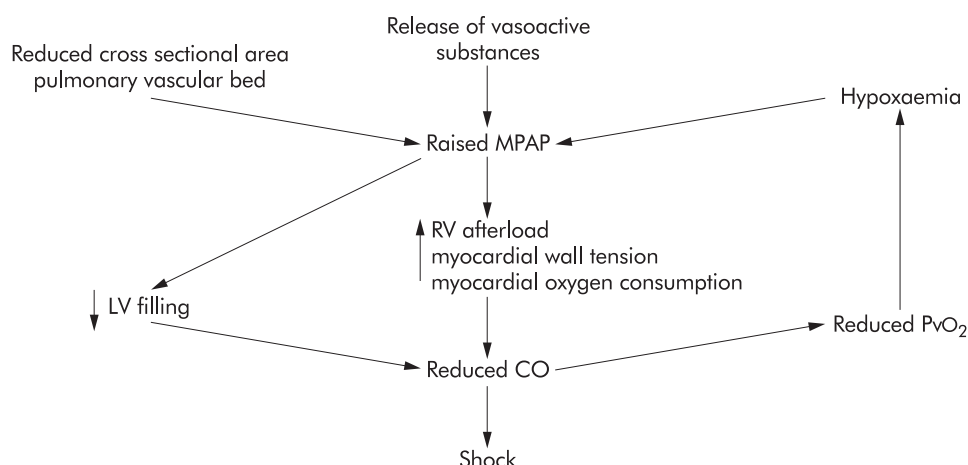 Release of vasoactive
substances
Reduced cross sectional area
pulmonary vascular bed
Hypoxaemia
Raised MPAP
RV afterload
myocardial wall tension
myocardial oxygen consumption
LV filling
Reduced PvO2
Reduced CO
Shock